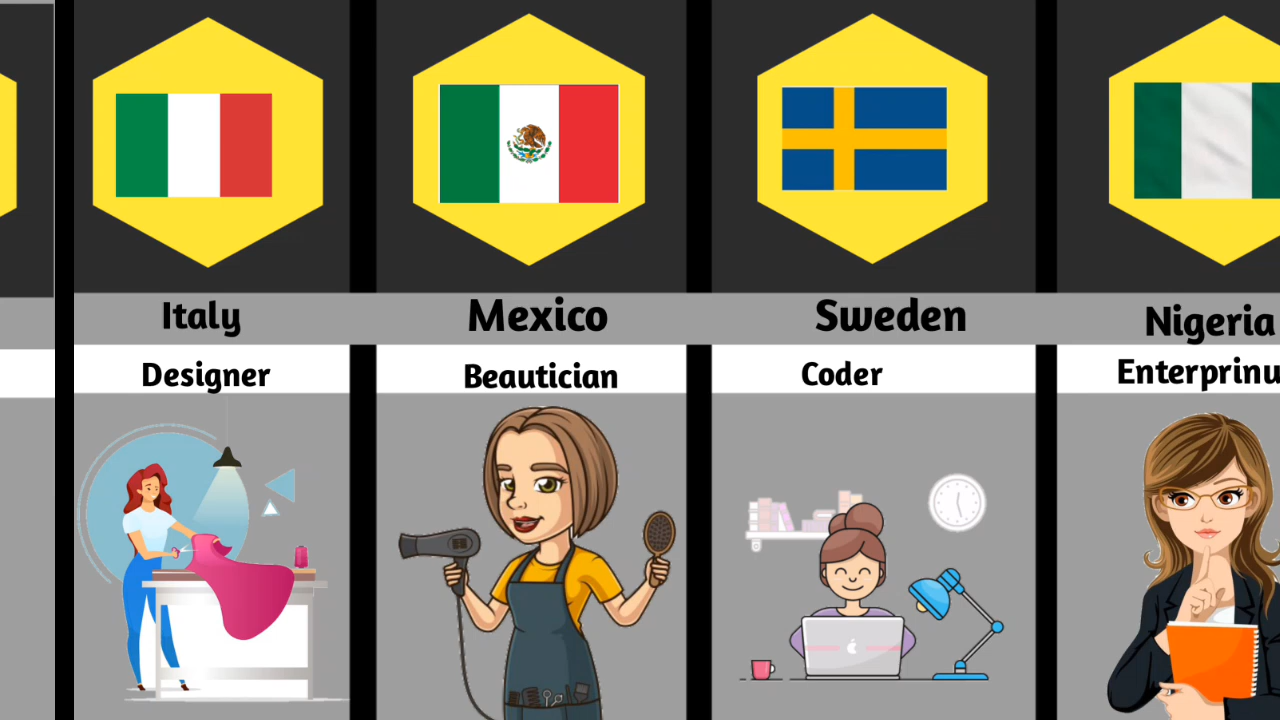 Italy
Mexico
Sweden
Nigeria
Designer
Beautician
Coder
Enterprinu